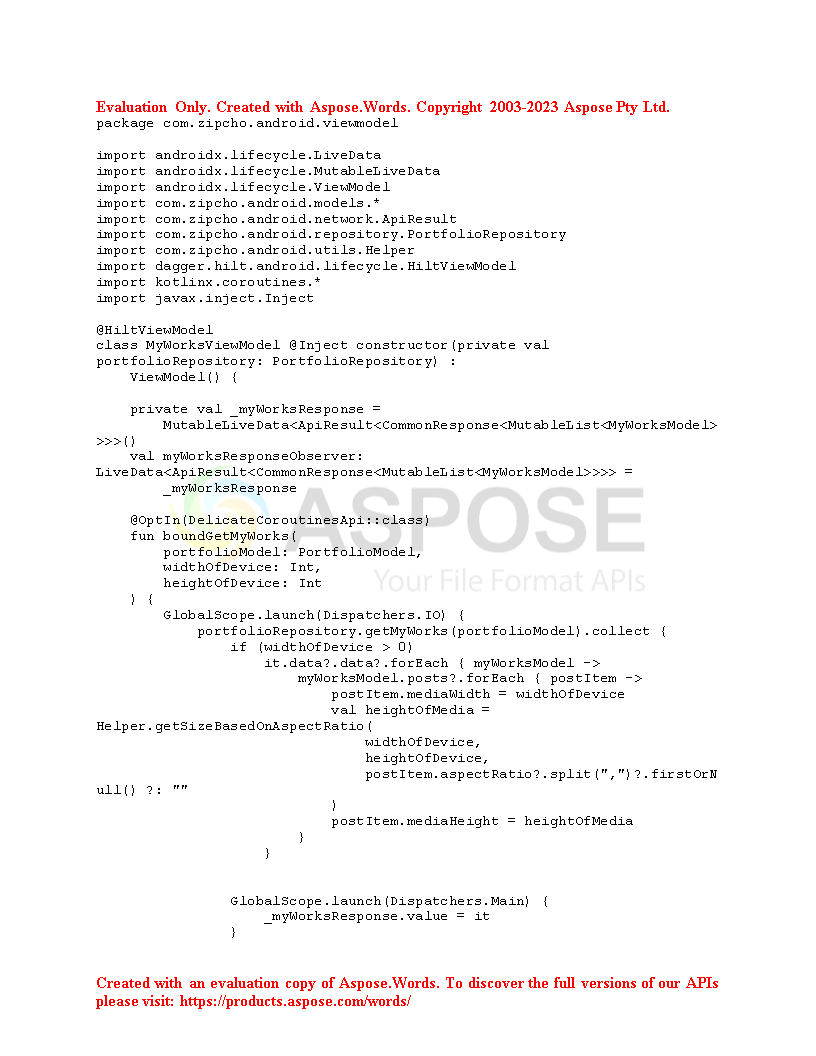 Evaluation Only. Created with Aspose.Words. Copyright 2003-2023 Aspose Pty Ltd.
package com.zipcho.android.viewmodel
import androidx.lifecycle.LiveData
import androidx.lifecycle.MutableLiveData
import androidx.lifecycle.ViewModel
import com.zipcho.android.models.*
import com.zipcho.android.network.ApiResult
import com.zipcho.android.repository.PortfolioRepository
import com.zipcho.android.utils.Helper
import dagger.hilt.android.lifecycle.HiltViewModel
import kotlinx.coroutines.*
import javax.inject.Inject
@HiltViewModel
class MyWorksViewModel @Inject constructor(private val
portfolioRepository: PortfolioRepository) :
    ViewModel() {
    private val _myWorksResponse =
        MutableLiveData<ApiResult<CommonResponse<MutableList<MyWorksModel>
>>>()
    val myWorksResponseObserver:
LiveData<ApiResult<CommonResponse<MutableList<MyWorksModel>>>> =
        _myWorksResponse
ASPOSE
    @OptIn(DelicateCoroutinesApi::class)
    fun boundGetMyWorks(
        portfolioModel: PortfolioModel,
        widthOfDevice: Int,
Your File Format APIs
        heightOfDevice: Int
    ) {
        GlobalScope.launch(Dispatchers.IO) {
            portfolioRepository.getMyWorks(portfolioModel).collect {
                if (widthOfDevice > 0)
                    it.data?.data?.forEach { myWorksModel ->
                        myWorksModel.posts?.forEach { postItem ->
                            postItem.mediaWidth = widthOfDevice
                            val heightOfMedia =
Helper.getSizeBasedOnAspectRatio(
                                widthOfDevice,
                                heightOfDevice,
                                postItem.aspectRatio?.split(",")?.firstOrN
ull() ?: ""
                            )
                            postItem.mediaHeight = heightOfMedia
                        }
                    }
                GlobalScope.launch(Dispatchers.Main) {
                    _myWorksResponse.value = it
                }
Created with an evaluation copy of Aspose.Words. To discover the full versions of our APIs
please visit: https://products.aspose.com/words/